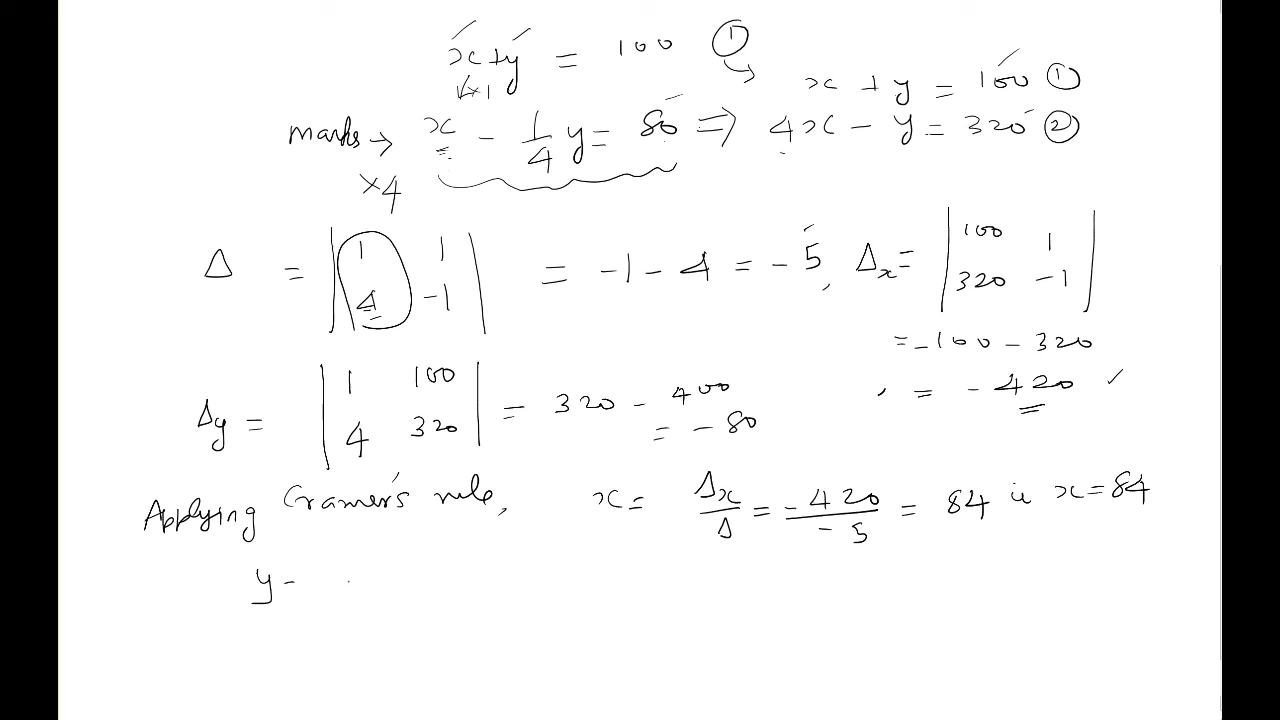 x + y = 100 ①
↓×1
x + y = 100 ①
marks → x - 1/4 y = 80 ⇒ 4x - y = 320 ②
×4
Δ = | 1 1 ; 4 -1 | = -1 - 4 = -5, Δx = | 100 1 ; 320 -1 |
= -100 - 320
= -420 ✓
Δy = | 1 100 ; 4 320 | = 320 - 400
= -80
Applying Cramer's rule, x = Δx/Δ = -420/-5 = 84 ie x = 84
y -